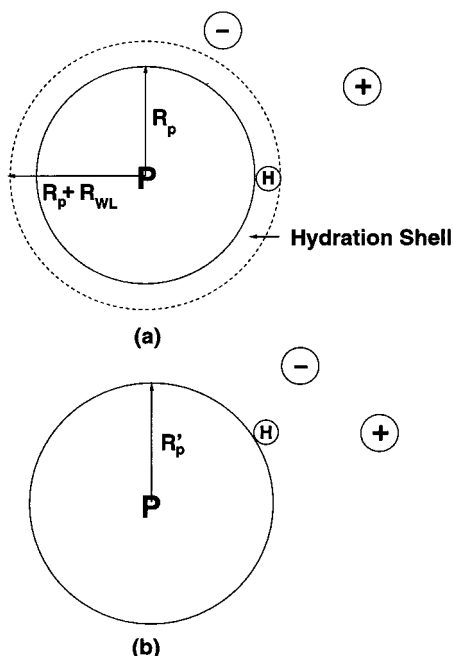 −
+
R_p
P
H
R_p + R_WL
Hydration Shell
(a)
−
R'_p
H
+
P
(b)